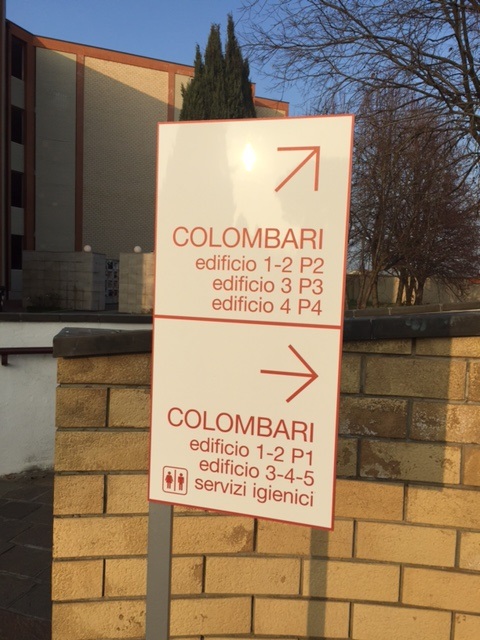 COLOMBARI
edificio 1-2 P2
edificio 3 P3
edificio 4 P4
COLOMBARI
edificio 1-2 P1
edificio 3-4-5
servizi igienici